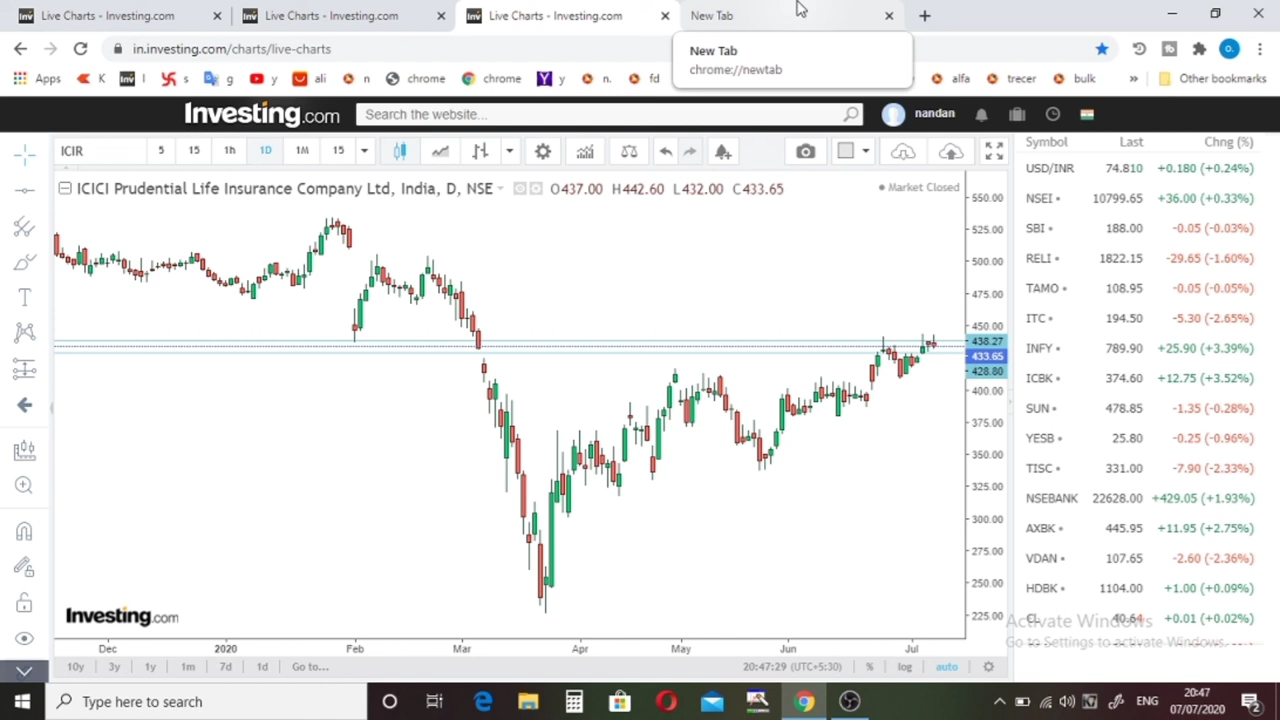 Live Charts - Investing.com
Live Charts - Investing.com
Live Charts - Investing.com
New Tab
in.investing.com/charts/live-charts
New Tab
chrome://newtab
Apps K l s g y ali n chrome chrome y n. fd alfa trecer bulk » Other bookmarks
Investing.com Search the website... nandan
ICIR 5 15 1h 1D 1M 15
ICICI Prudential Life Insurance Company Ltd, India, D, NSE O437.00 H442.60 L432.00 C433.65 Market Closed
550.00
525.00
500.00
475.00
450.00
438.27
433.65
428.80
400.00
375.00
350.00
325.00
300.00
275.00
250.00
225.00
Investing.com
Dec 2020 Feb Mar Apr May Jun Jul
10y 3y 1y 1m 7d 1d Go to... 20:47:29 (UTC+5:30) % log auto
Symbol Last Chng (%)
USD/INR 74.810 +0.180 (+0.24%)
NSEI 10799.65 +36.00 (+0.33%)
SBI 188.00 -0.05 (-0.03%)
RELI 1822.15 -29.65 (-1.60%)
TAMO 108.95 -0.05 (-0.05%)
ITC 194.50 -5.30 (-2.65%)
INFY 789.90 +25.90 (+3.39%)
ICBK 374.60 +12.75 (+3.52%)
SUN 478.85 -1.35 (-0.28%)
YESB 25.80 -0.25 (-0.96%)
TISC 331.00 -7.90 (-2.33%)
NSEBANK 22628.00 +429.05 (+1.93%)
AXBK 445.95 +11.95 (+2.75%)
VDAN 107.65 -2.60 (-2.36%)
HDBK 1104.00 +1.00 (+0.09%)
CL 40.64 +0.01 (+0.02%)
Activate Windows
Go to Settings to activate Windows.
Type here to search
ENG
20:47
07/07/2020
2